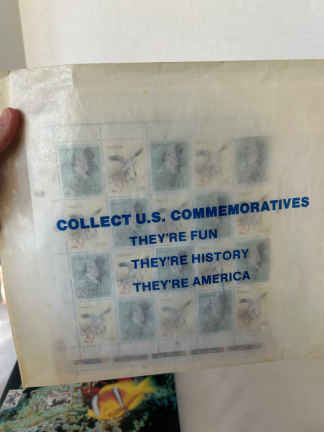 COLLECT U.S. COMMEMORATIVES
THEY'RE FUN
THEY'RE HISTORY
THEY'RE AMERICA